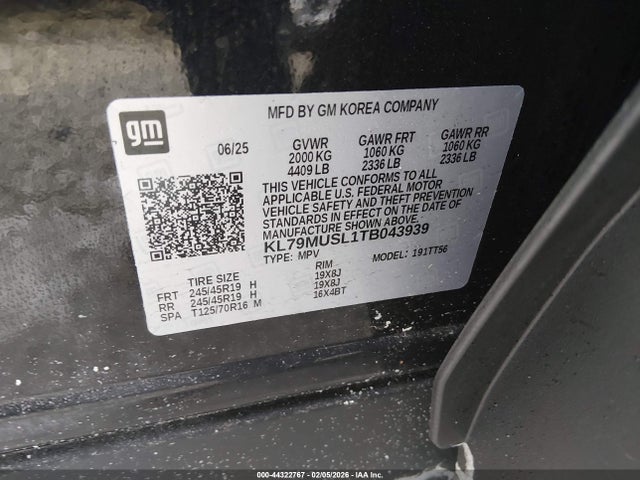 gm
MFD BY GM KOREA COMPANY
06/25
GVWR GAWR FRT GAWR RR
2000 KG 1060 KG 1060 KG
4409 LB 2336 LB 2336 LB
THIS VEHICLE CONFORMS TO ALL
APPLICABLE U.S. FEDERAL MOTOR
VEHICLE SAFETY AND THEFT PREVENTION
STANDARDS IN EFFECT ON THE DATE OF
MANUFACTURE SHOWN ABOVE.
KL79MUSL1TB043939
TYPE: MPV MODEL: 191TT56
TIRE SIZE RIM
FRT 245/45R19 H 19X8J
RR 245/45R19 H 19X8J
SPA T125/70R16 M 16X4BT
000-44322767 - 02/05/2026 - IAA Inc.